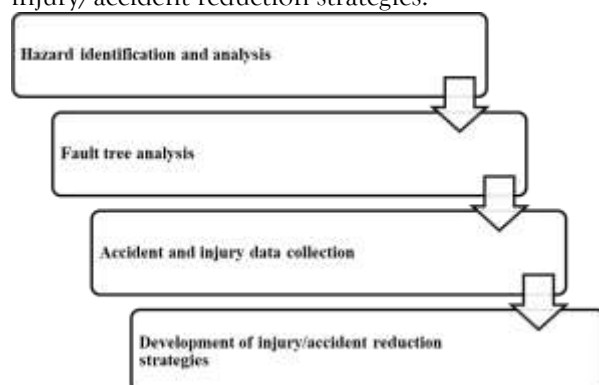 injury/accident reduction strategies.
Hazard identification and analysis
Fault tree analysis
Accident and injury data collection
Development of injury/accident reduction
strategies